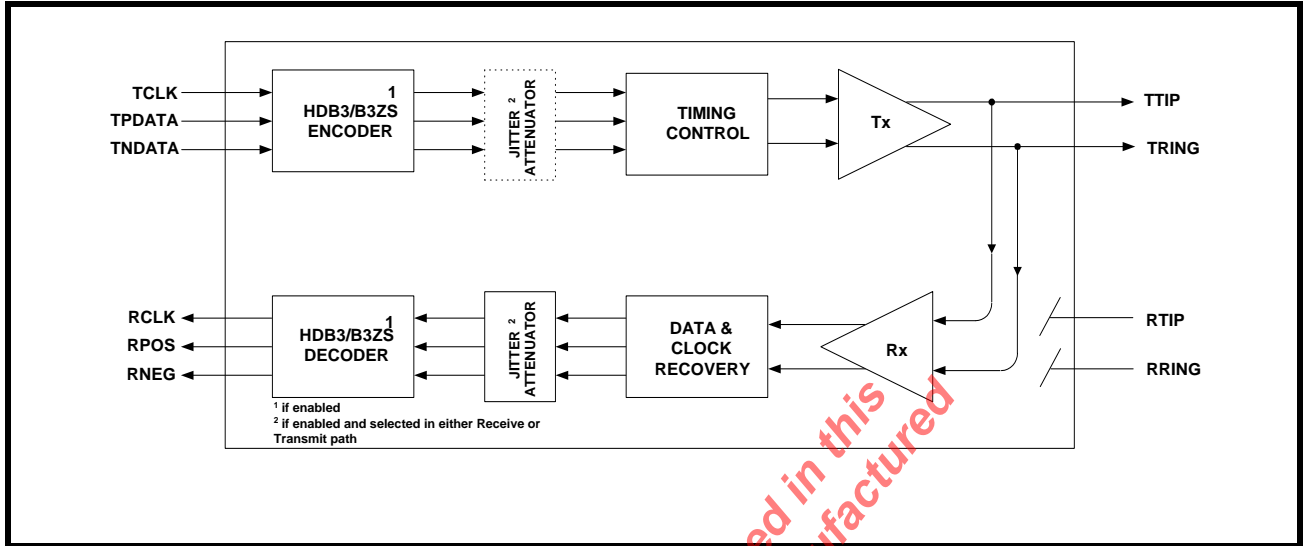 TCLK
TPDATA
TNDATA
1
HDB3/B3ZS
ENCODER
JITTER 2
ATTENUATOR
TIMING
CONTROL
Tx
TTIP
TRING
RCLK
RPOS
RNEG
1
HDB3/B3ZS
DECODER
JITTER 2
ATTENUATOR
DATA &
CLOCK
RECOVERY
Rx
RTIP
RRING
1 if enabled
2 if enabled and selected in either Receive or
Transmit path
ed in this
ufactured